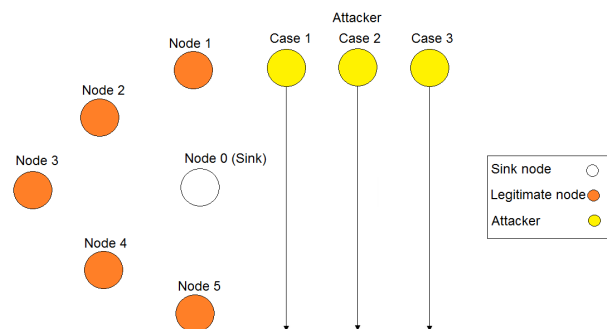 Attacker
Node 1
Case 1
Case 2
Case 3
Node 2
Node 3
Node 0 (Sink)
Node 4
Node 5
Sink node
Legitimate node
Attacker